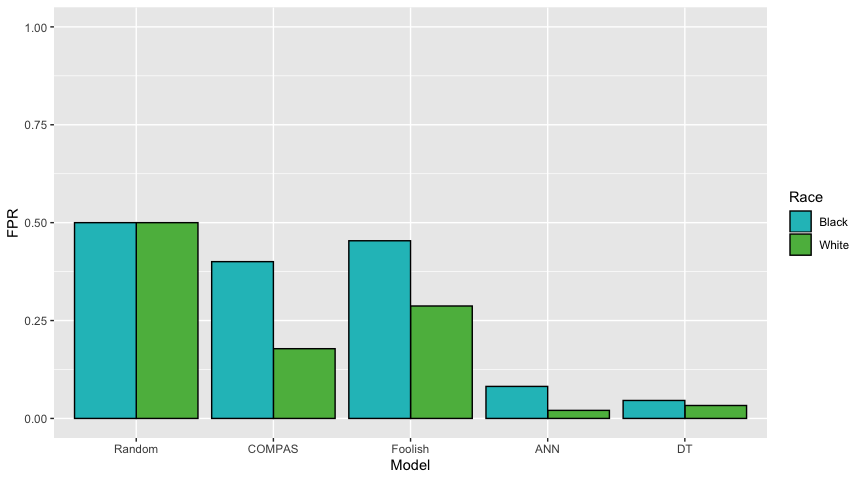 1.00
0.75
0.50
0.25
0.00
FPR
Random COMPAS Foolish ANN DT
Model
Race
Black
White